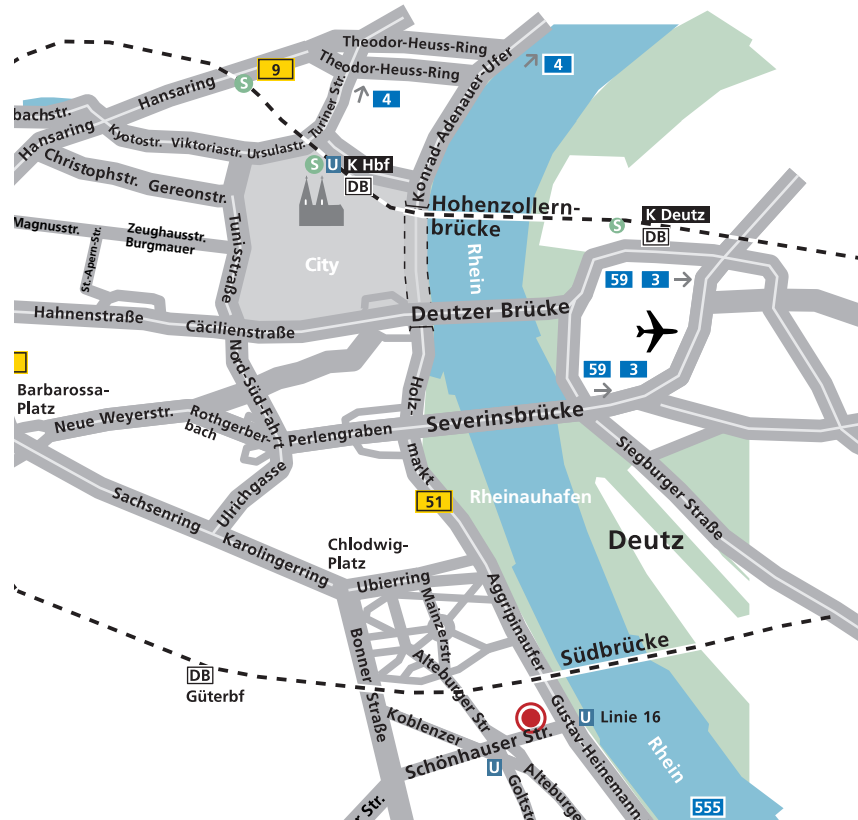 Theodor-Heuss-Ring
Theodor-Heuss-Ring
9
4
4
S
Hansaring
Turiner Str.
Konrad-Adenauer-Ufer
bachstr.
Hansaring
Kyotostr.
Viktoriastr.
Ursulastr.
S
U
K Hbf
DB
Christophstr.
Gereonstr.
Hohenzollern-
brücke
K Deutz
S
DB
Magnusstr.
Zeughausstr.
Burgmauer
St.-Apern-Str.
Tunisstraße
City
Rhein
59
3
Hahnenstraße
Cäcilienstraße
Deutzer Brücke
59
3
Nord-Süd-Fahrt
Holz-
markt
Barbarossa-
Platz
Neue Weyerstr.
Rothgerber-
bach
Perlengraben
Severinsbrücke
Siegburger Straße
Ulrichgasse
Sachsenring
51
Rheinauhafen
Karolingerring
Chlodwig-
Platz
Deutz
Ubierring
Mainzerstr
Aggripinaufer
Bonner Straße
Südbrücke
DB
Güterbf
Alteburger Str
Koblenzer
U
Linie 16
Schönhauser Str.
Gustav-Heinemann
U
Rhein
Alteburger
Goltst
er Str.
555